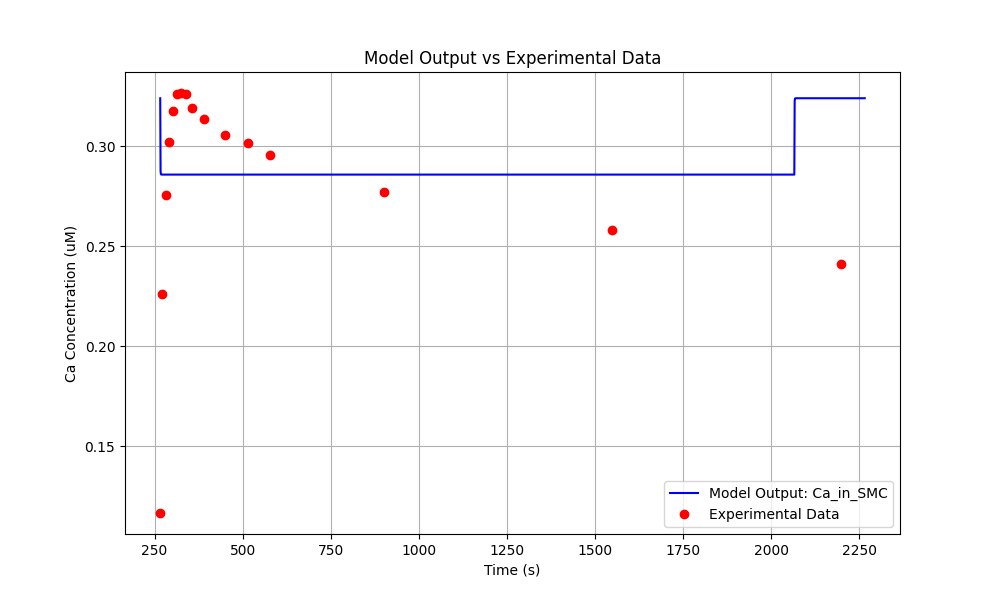 Model Output vs Experimental Data
Ca Concentration (uM)
0.30
0.25
0.20
0.15
250 500 750 1000 1250 1500 1750 2000 2250
Time (s)
Model Output: Ca_in_SMC
Experimental Data